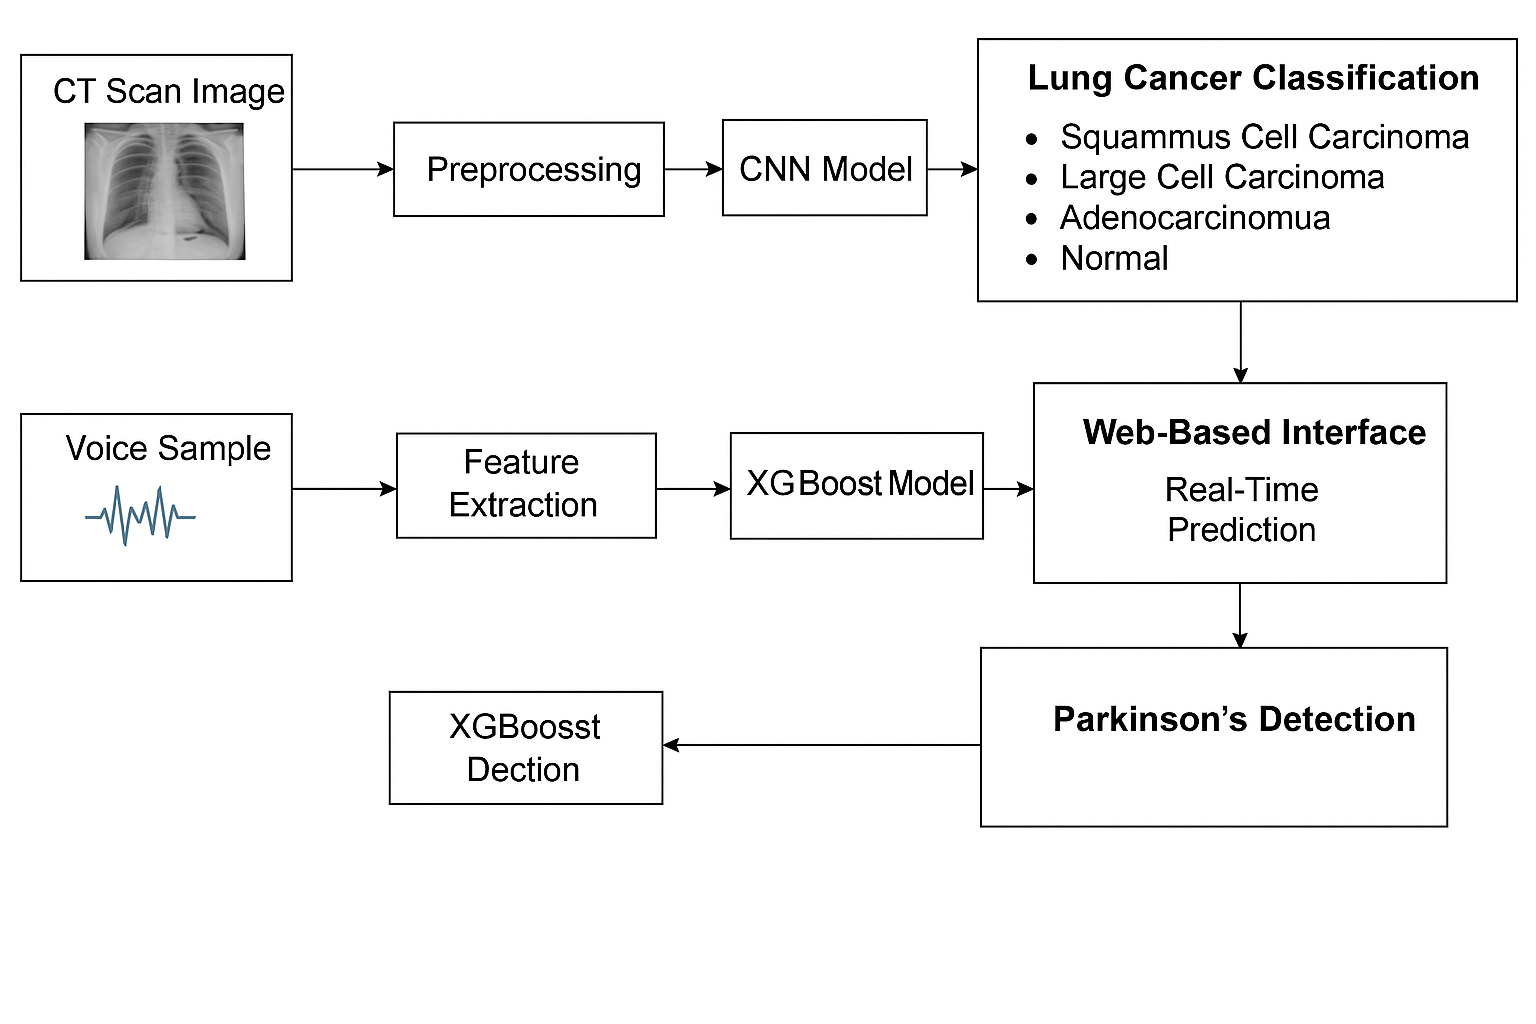 CT Scan Image
Preprocessing
CNN Model
Lung Cancer Classification
• Squammus Cell Carcinoma
• Large Cell Carcinoma
• Adenocarcinomua
• Normal
Voice Sample
Feature
Extraction
XGBoost Model
Web-Based Interface
Real-Time
Prediction
XGBoosst
Dection
Parkinson’s Detection